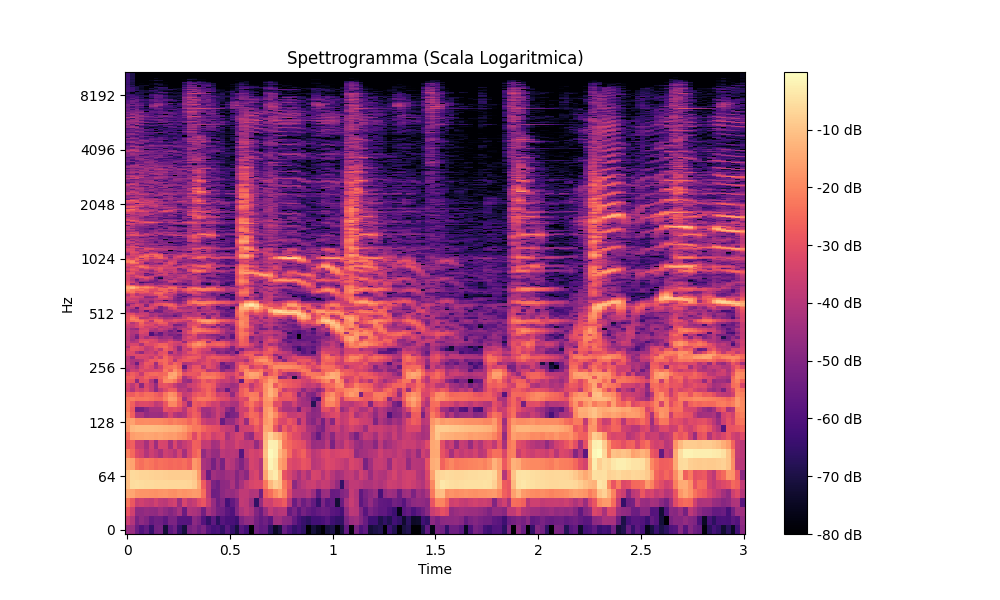 Spettrogramma (Scala Logaritmica)
8192
4096
2048
1024
512
256
128
64
0
Hz
0
0.5
1
1.5
2
2.5
3
Time
-10 dB
-20 dB
-30 dB
-40 dB
-50 dB
-60 dB
-70 dB
-80 dB